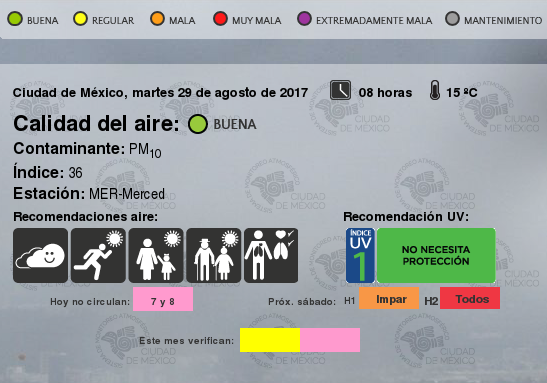 BUENA REGULAR MALA MUY MALA EXTREMADAMENTE MALA MANTENIMIENTO
Ciudad de México, martes 29 de agosto de 2017 08 horas 15 ºC
Calidad del aire: BUENA
Contaminante: PM10
Índice: 36
Estación: MER-Merced
Recomendaciones aire: Recomendación UV:
ÍNDICE UV 1 NO NECESITA PROTECCIÓN
Hoy no circulan: 7 y 8 Próx. sábado: H1 Impar H2 Todos
Este mes verifican:
CIUDAD DE MÉXICO